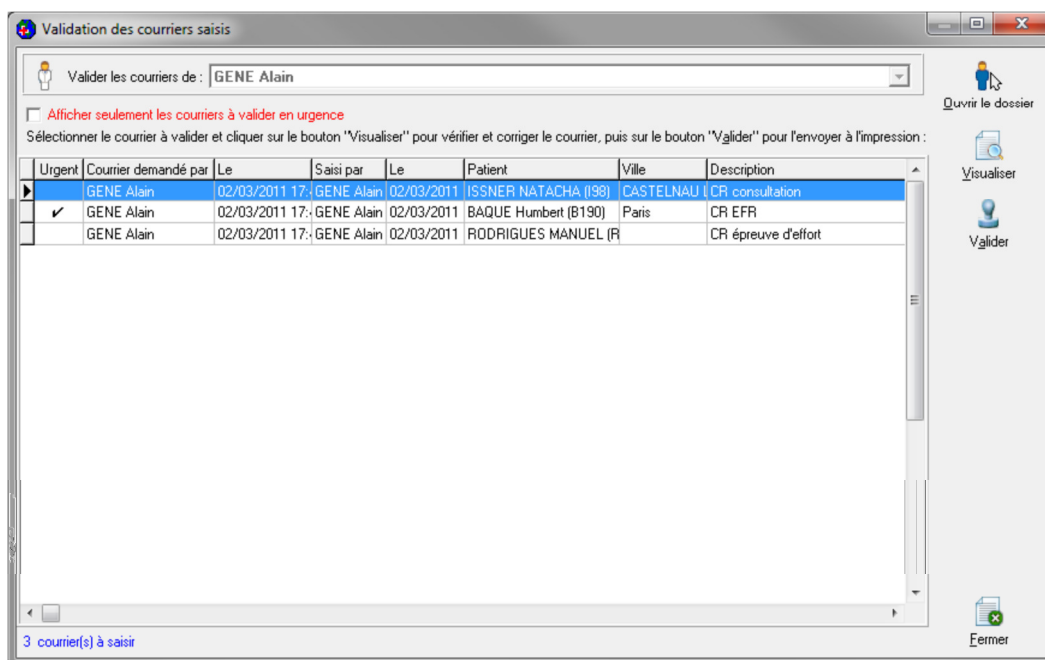 Validation des courriers saisis
Valider les courriers de : GENE Alain
Ouvrir le dossier
Afficher seulement les courriers à valider en urgence
Sélectionner le courrier à valider et cliquer sur le bouton "Visualiser" pour vérifier et corriger le courrier, puis sur le bouton "Valider" pour l'envoyer à l'impression :
Urgent Courrier demandé par Le Saisi par Le Patient Ville Description
Visualiser
GENE Alain 02/03/2011 17: GENE Alain 02/03/2011 ISSNER NATACHA (I98) CASTELNAU L CR consultation
✔ GENE Alain 02/03/2011 17: GENE Alain 02/03/2011 BAQUE Humbert (B190) Paris CR EFR
GENE Alain 02/03/2011 17: GENE Alain 02/03/2011 RODRIGUES MANUEL (R CR épreuve d'effort
Valider
3 courrier(s) à saisir
Fermer